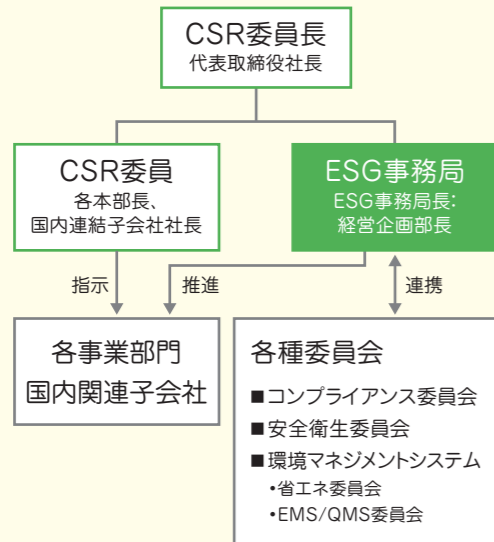 CSR委員長
代表取締役社長
CSR委員
各本部長、
国内連結子会社社長
ESG事務局
ESG事務局長：
経営企画部長
指示
推進
連携
各事業部門
国内関連子会社
各種委員会
■コンプライアンス委員会
■安全衛生委員会
■環境マネジメントシステム
・省エネ委員会
・EMS/QMS委員会